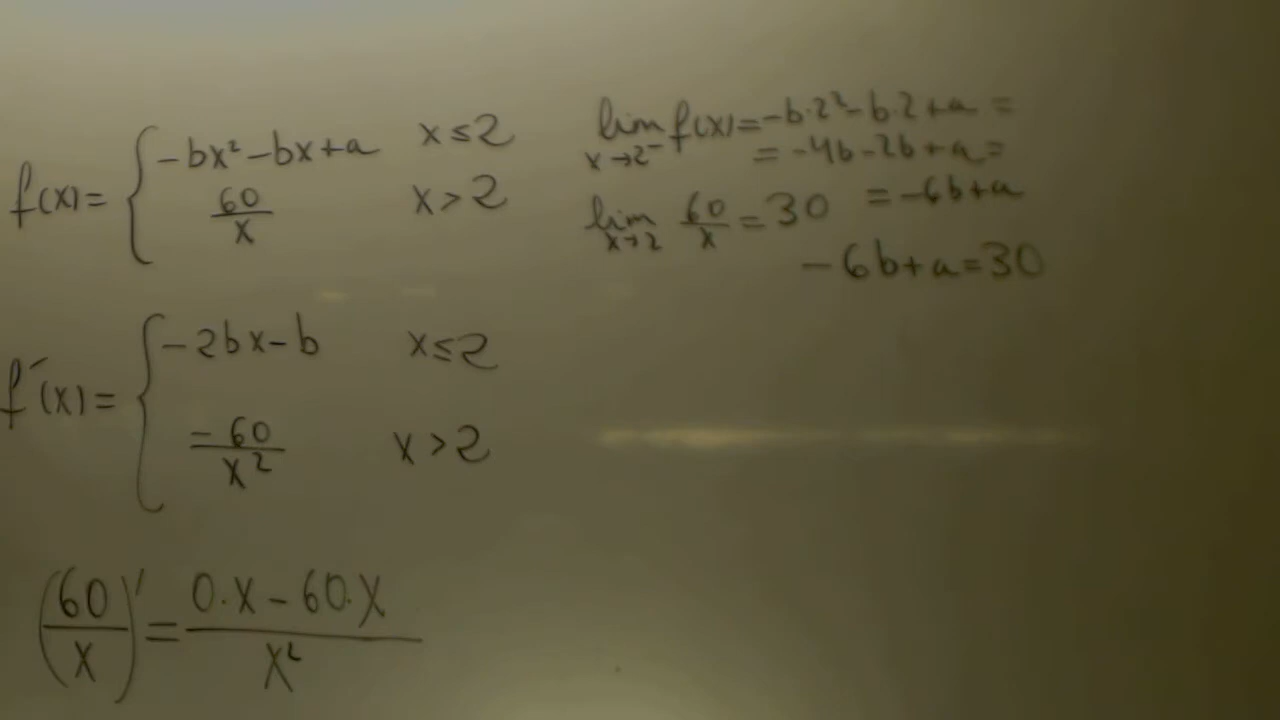 f(x)= { -bx²-bx+a x≤2
60/x x>2
lim x→2⁻ f(x)=-b·2²-b·2+a=
=-4b-2b+a=
=-6b+a
lim x→2 60/x=30
-6b+a=30
f´(x)= { -2bx-b x≤2
-60/x² x>2
(60/x)'= (0·x-60·x)/x²